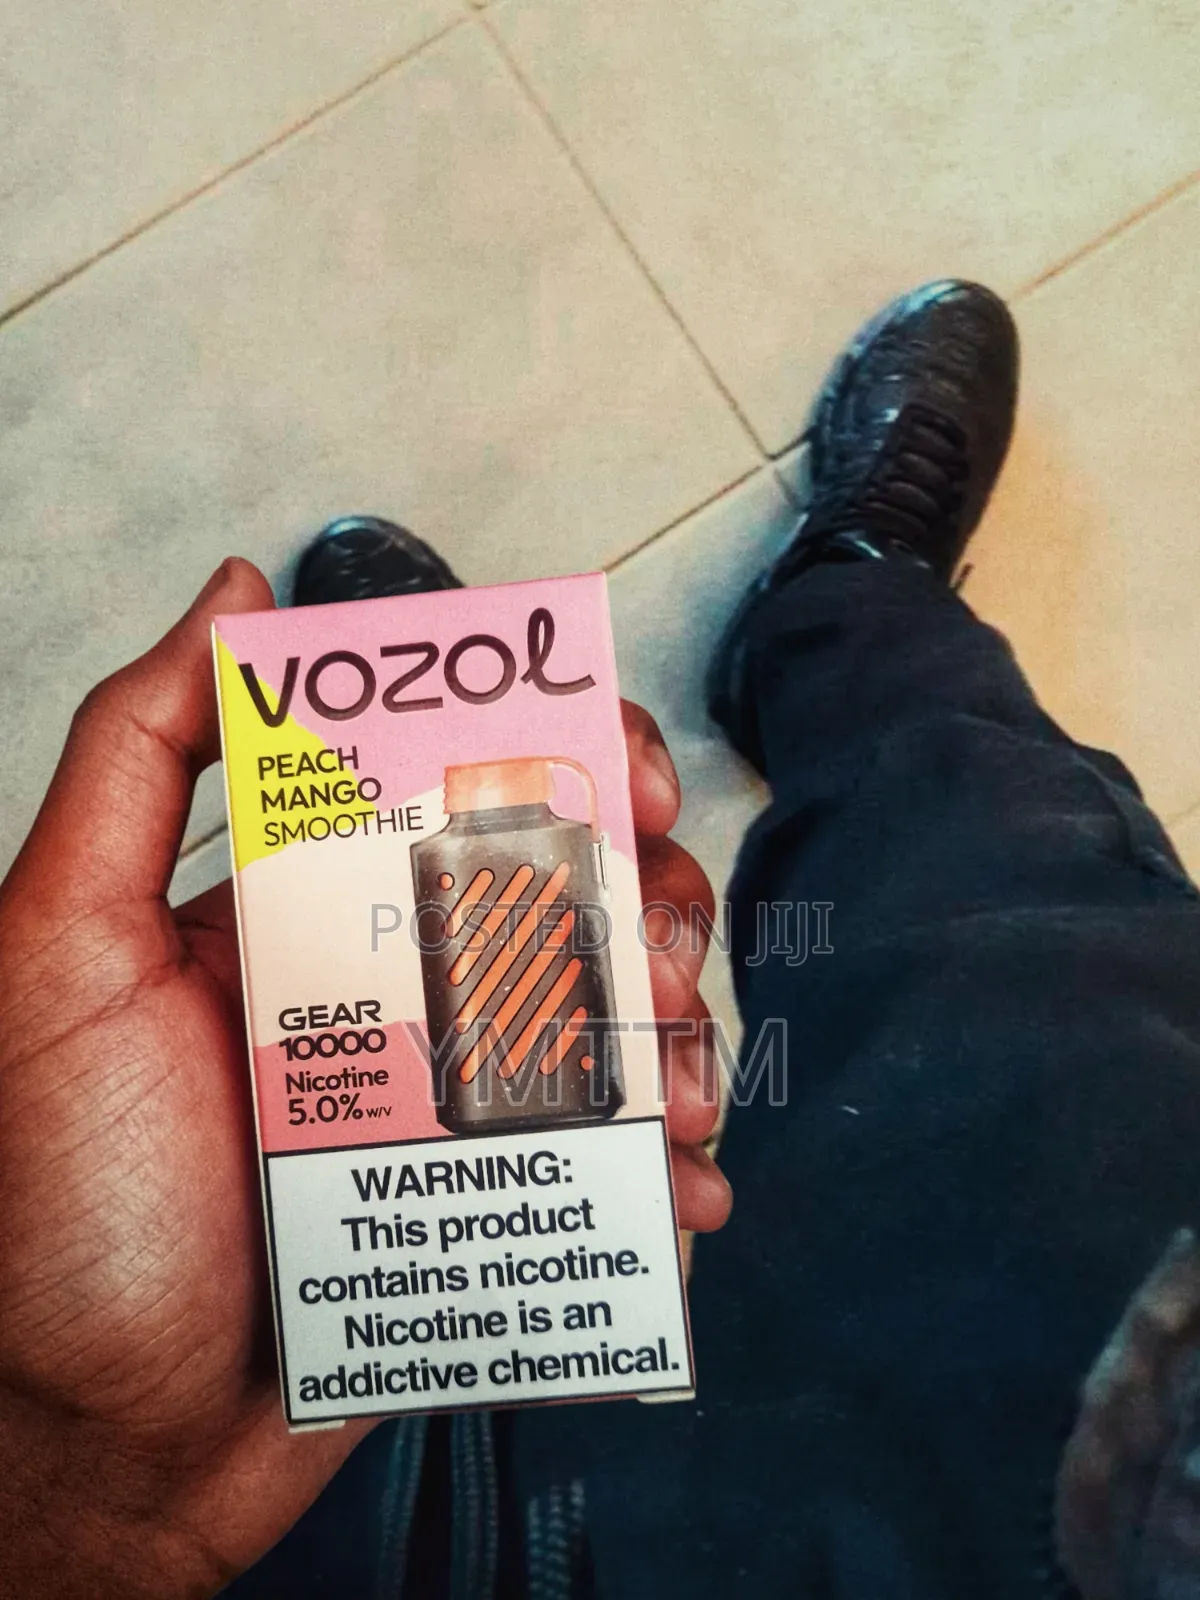 VOZOL
PEACH
MANGO
SMOOTHIE
POSTED ON JIJI
GEAR
10000
YMTTM
Nicotine
5.0% w/v
WARNING:
This product
contains nicotine.
Nicotine is an
addictive chemical.